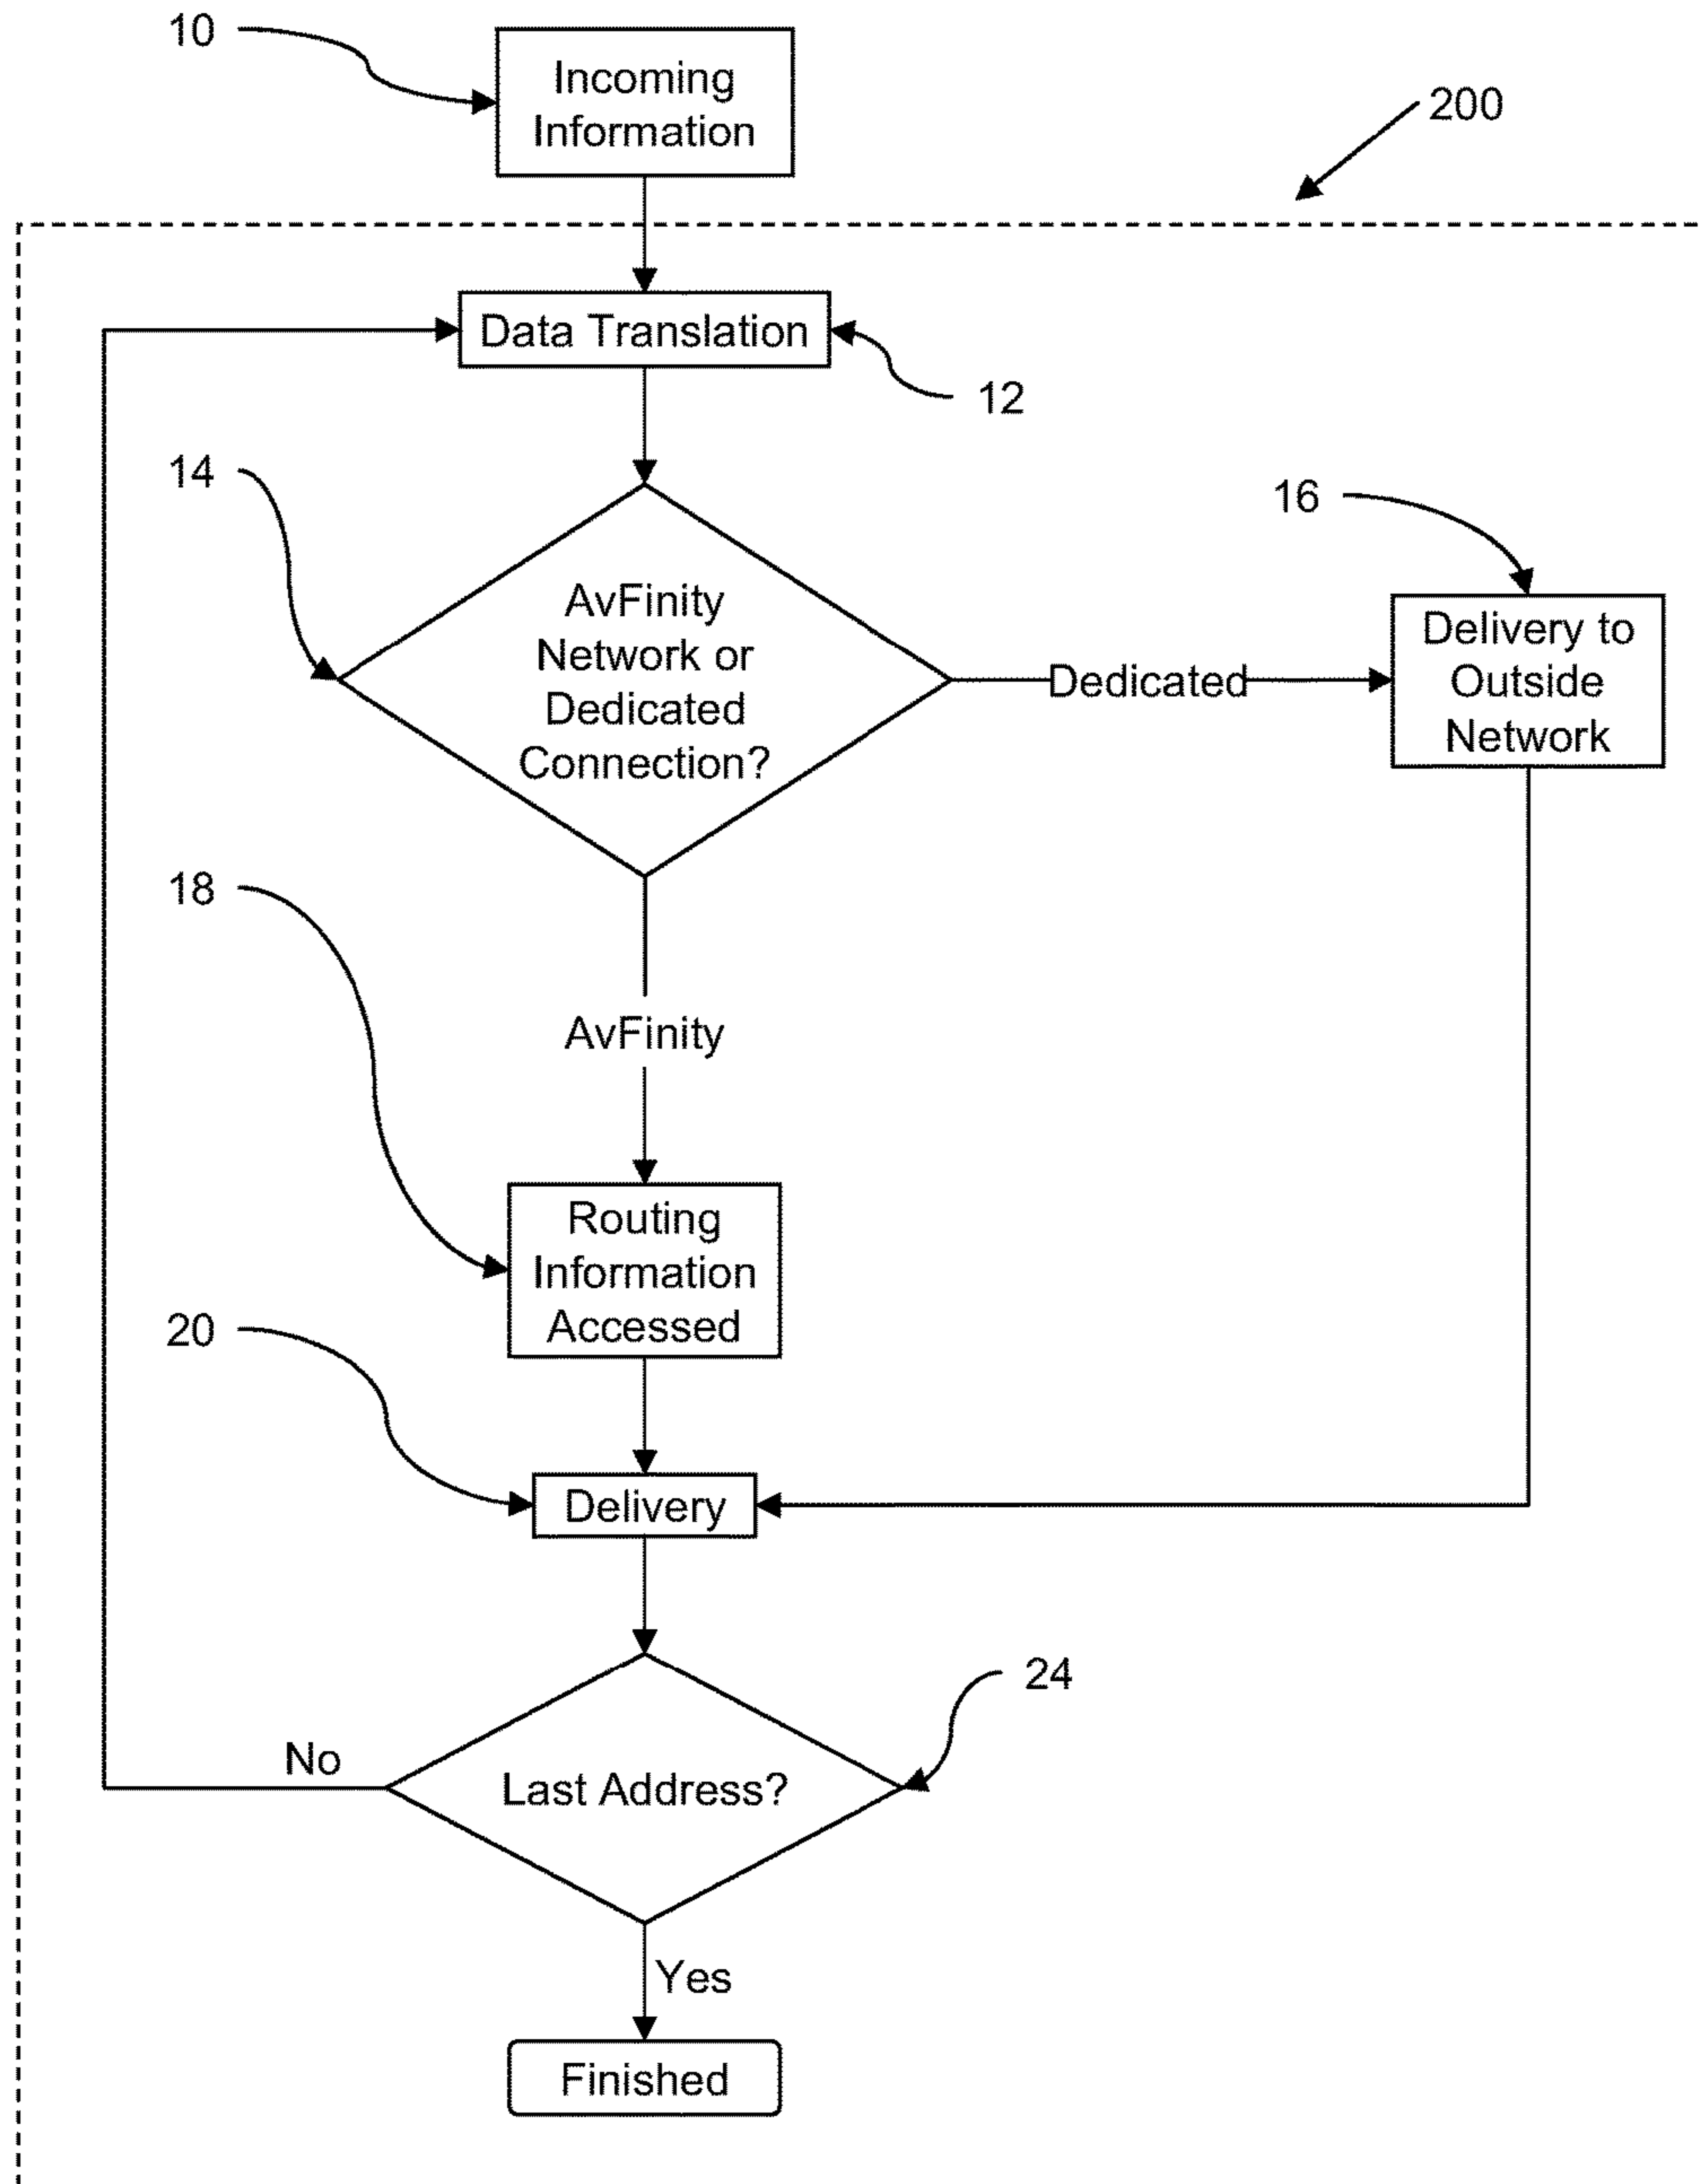 10
Incoming
Information
200
Data Translation
12
14
16
AvFinity
Network or
Dedicated
Connection?
Dedicated
Delivery to
Outside
Network
18
AvFinity
Routing
Information
Accessed
20
Delivery
24
No
Last Address?
Yes
Finished